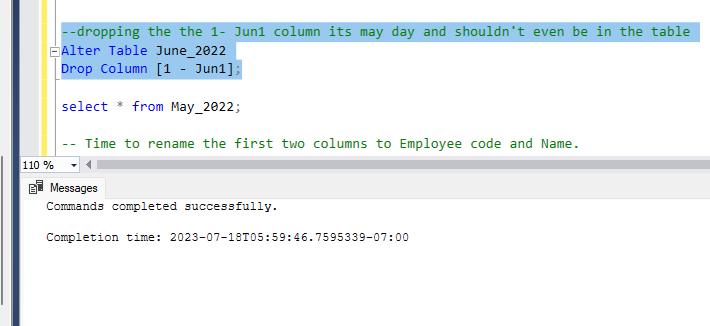 --dropping the the 1- Jun1 column its may day and shouldn't even be in the table
Alter Table June_2022
Drop Column [1 - Jun1];
select * from May_2022;
-- Time to rename the first two columns to Employee code and Name.
110 %
Messages
Commands completed successfully.
Completion time: 2023-07-18T05:59:46.7595339-07:00